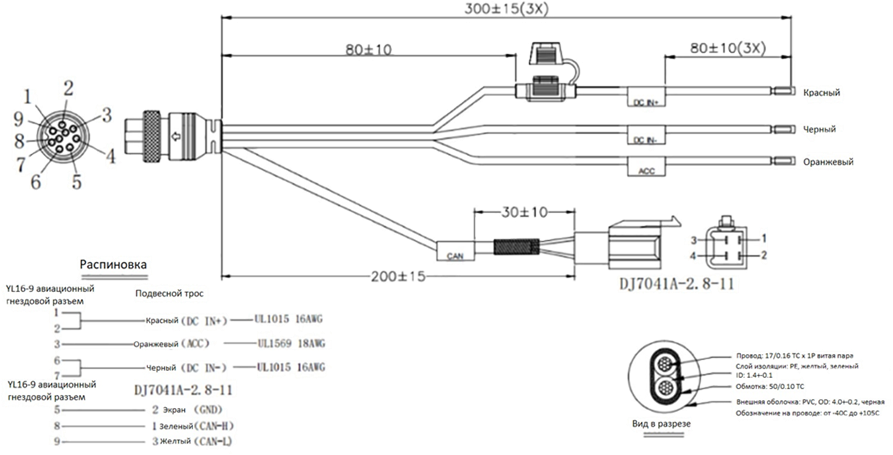 300±15(3X)
80±10
80±10(3X)
1
2
3
9
8
7
4
6
5
DC IN+
Красный
DC IN-
Черный
ACC
Оранжевый
30±10
CAN
3
1
4
2
200±15
DJ7041A-2.8-11
Распиновка
YL16-9 авиационный
гнездовой разъем
Подвесной трос
1
2
Красный (DC IN+) UL1015 16AWG
3 Оранжевый (ACC) UL1569 18AWG
6
7
Черный (DC IN-) UL1015 16AWG
YL16-9 авиационный
гнездовой разъем
DJ7041A-2.8-11
5 2 Экран (GND)
8 1 Зеленый (CAN-H)
9 3 Желтый (CAN-L)
Провод: 17/0.16 TC x 1P витая пара
Слой изоляции: PE, желтый, зеленый
ID: 1.4+-0.1
Обмотка: 50/0.10 TC
Внешняя оболочка: PVC, OD: 4.0+-0.2, черная
Обозначение на проводе: от -40C до +105C
Вид в разрезе